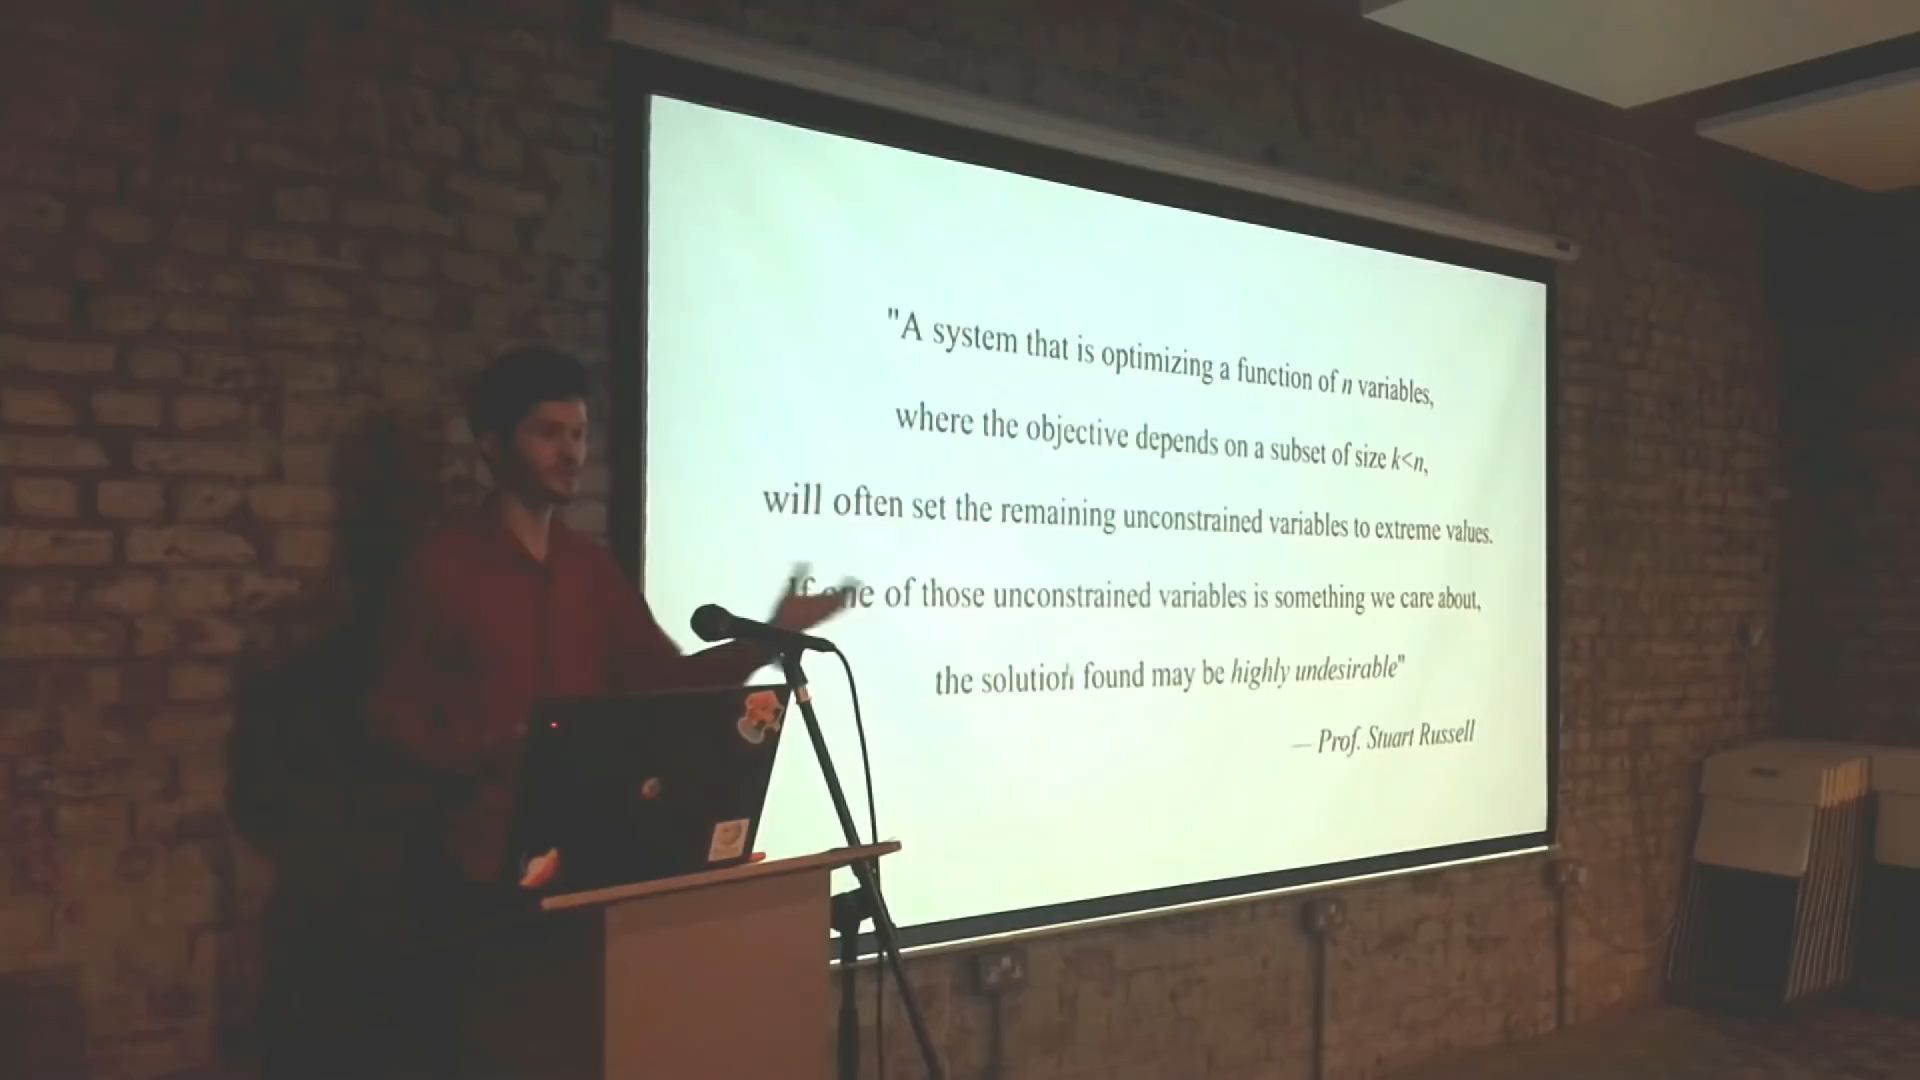 "A system that is optimizing a function of n variables,
where the objective depends on a subset of size k<n,
will often set the remaining unconstrained variables to extreme values.
If one of those unconstrained variables is something we care about,
the solution found may be highly undesirable"
— Prof. Stuart Russell